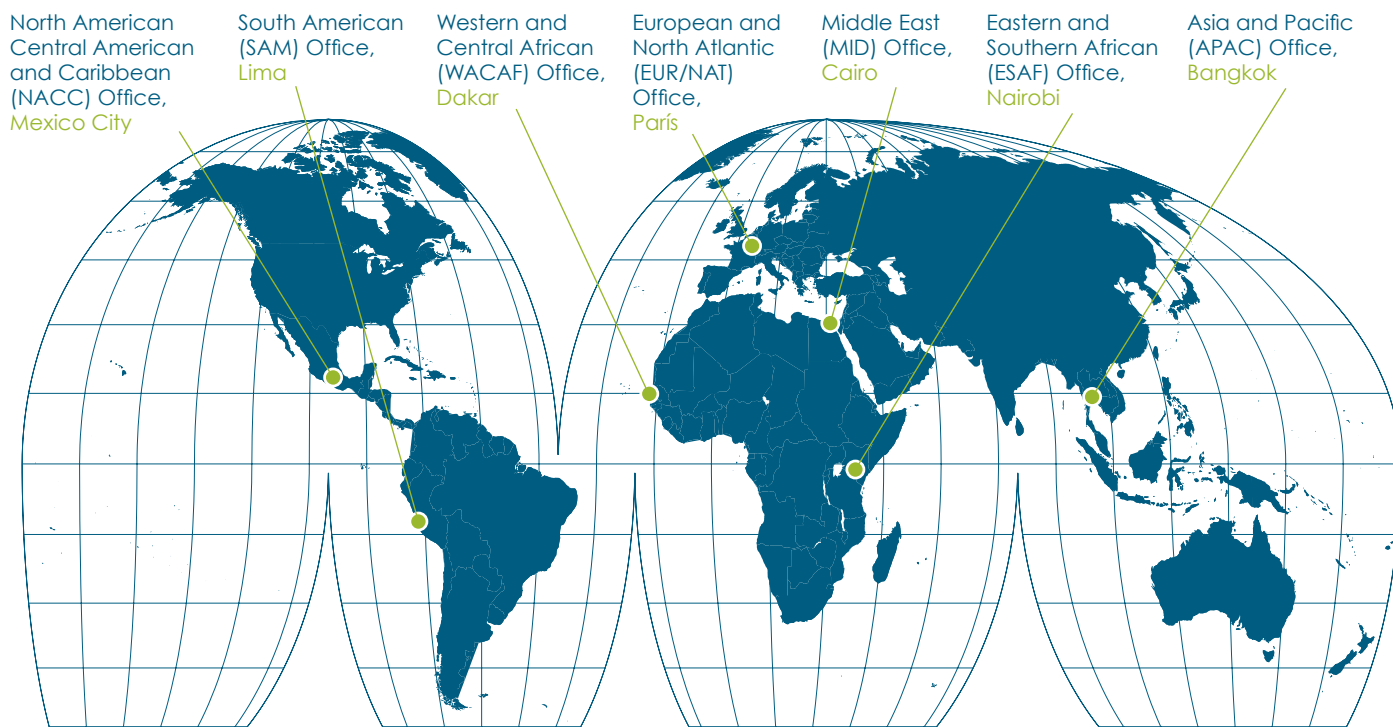 North American
Central American
and Caribbean
(NACC) Office,
Mexico City
South American
(SAM) Office,
Lima
Western and
Central African
(WACAF) Office,
Dakar
European and
North Atlantic
(EUR/NAT)
Office,
París
Middle East
(MID) Office,
Cairo
Eastern and
Southern African
(ESAF) Office,
Nairobi
Asia and Pacific
(APAC) Office,
Bangkok